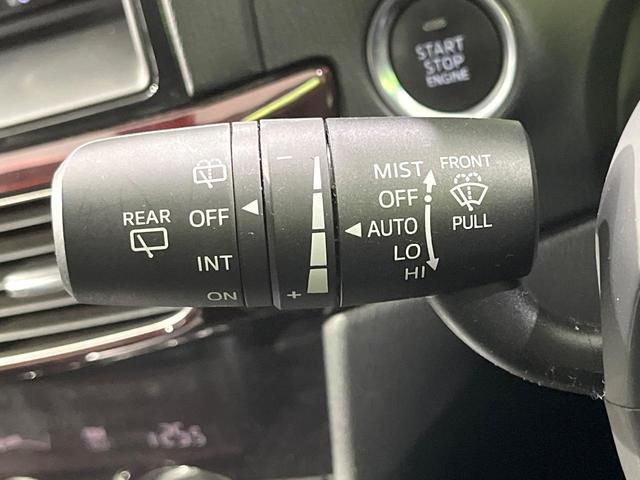 START
STOP
ENGINE
REAR
OFF
INT
ON
−
+
MIST
OFF
AUTO
LO
HI
FRONT
PULL